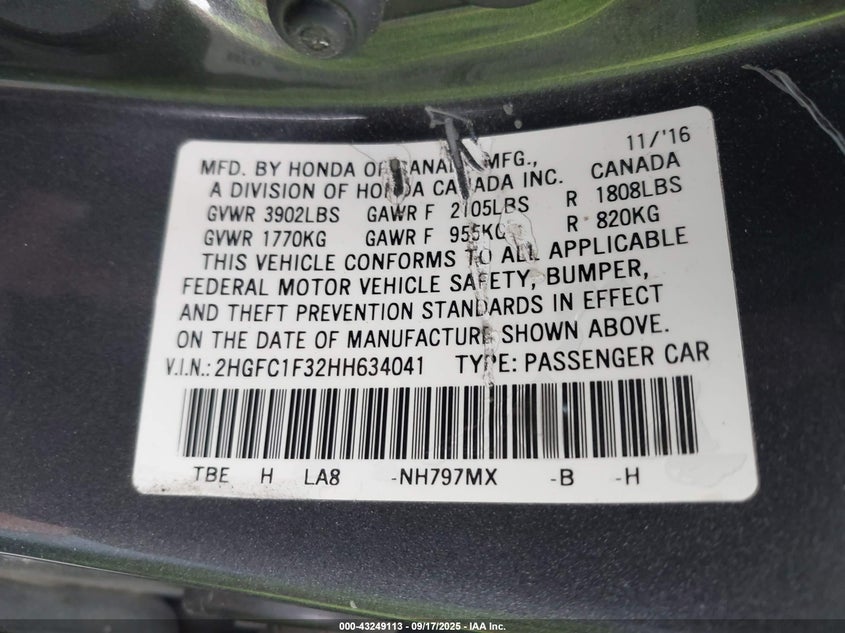 11/'16
MFD. BY HONDA OF CANADA MFG., CANADA
A DIVISION OF HONDA CANADA INC.
GVWR 3902LBS GAWR F 2105LBS R 1808LBS
GVWR 1770KG GAWR F 955KG R 820KG
THIS VEHICLE CONFORMS TO ALL APPLICABLE
FEDERAL MOTOR VEHICLE SAFETY, BUMPER,
AND THEFT PREVENTION STANDARDS IN EFFECT
ON THE DATE OF MANUFACTURE SHOWN ABOVE.
V.I.N.: 2HGFC1F32HH634041 TYPE: PASSENGER CAR
TBE H LA8 -NH797MX -B -H
000-43249113 — 09/17/2025 — IAA Inc.